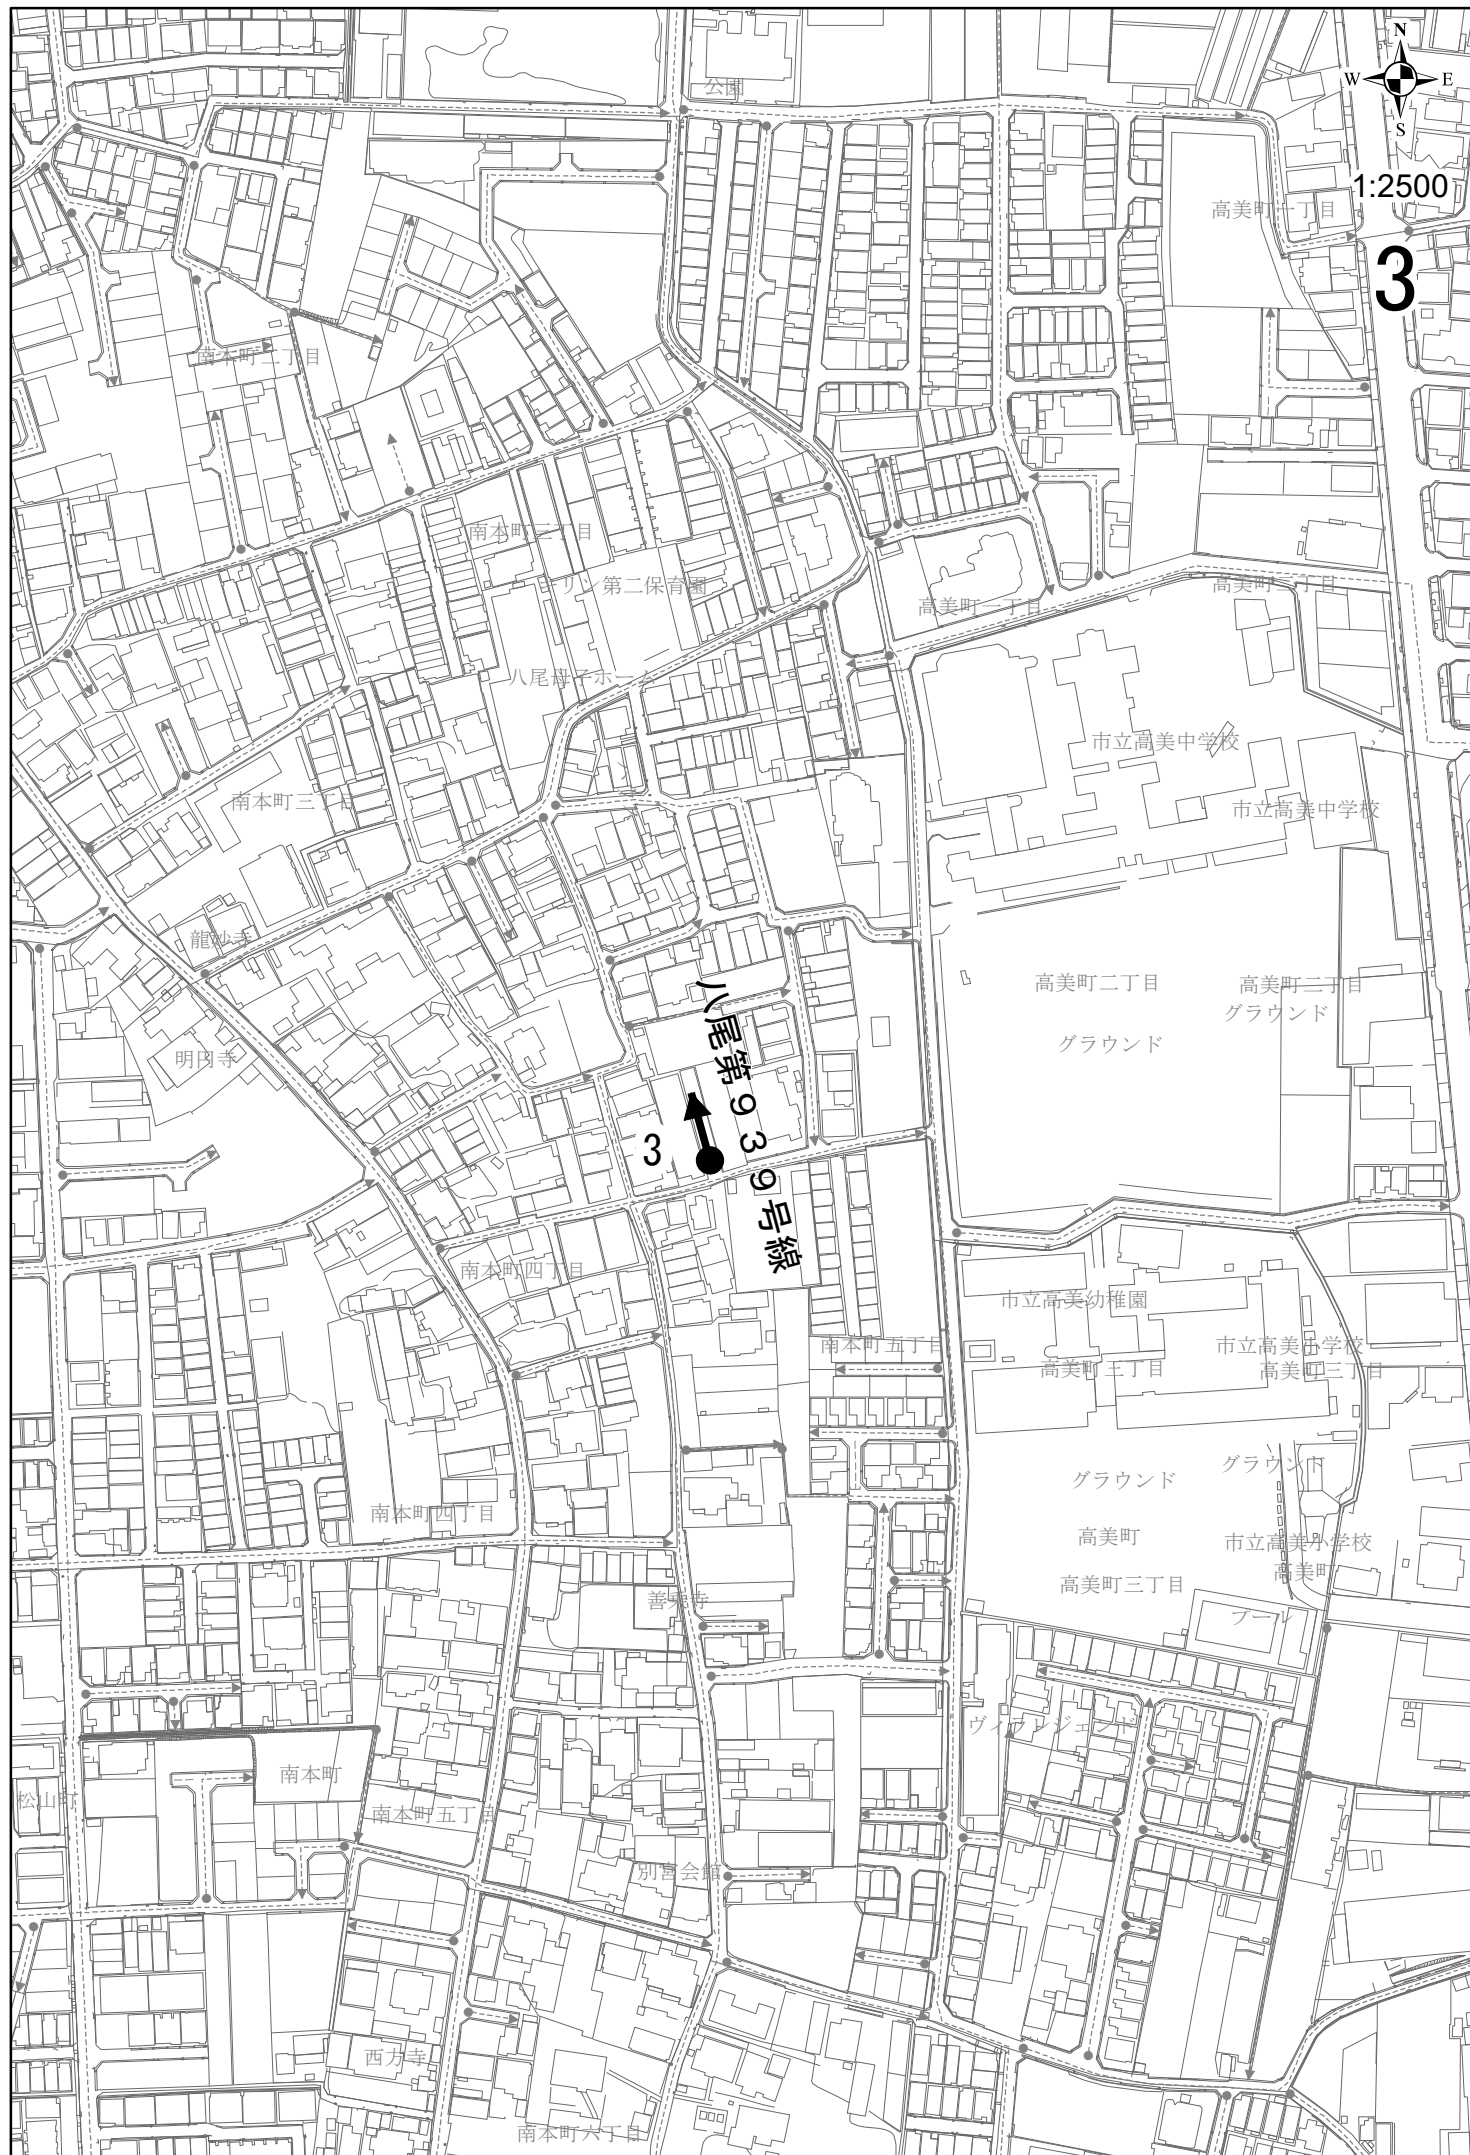 公園
N
W
E
S
1:2500
高美町一丁目
3
南本町二丁目
南本町三丁目
キリン第二保育園
高美町一丁目
高美町二丁目
八尾母子ホーム
市立高美中学校
南本町三丁目
市立高美中学校
龍妙寺
高美町二丁目
高美町二丁目
グラウンド
グラウンド
明円寺
八尾第939号線
3
南本町四丁目
市立高美幼稚園
南本町五丁目
市立高美小学校
高美町三丁目
高美町三丁目
グラウンド
グラウンド
南本町四丁目
高美町
市立高美小学校
高美町
高美町三丁目
プール
南本町
松山町
南本町五丁目
別宮会館
西方寺
南本町六丁目